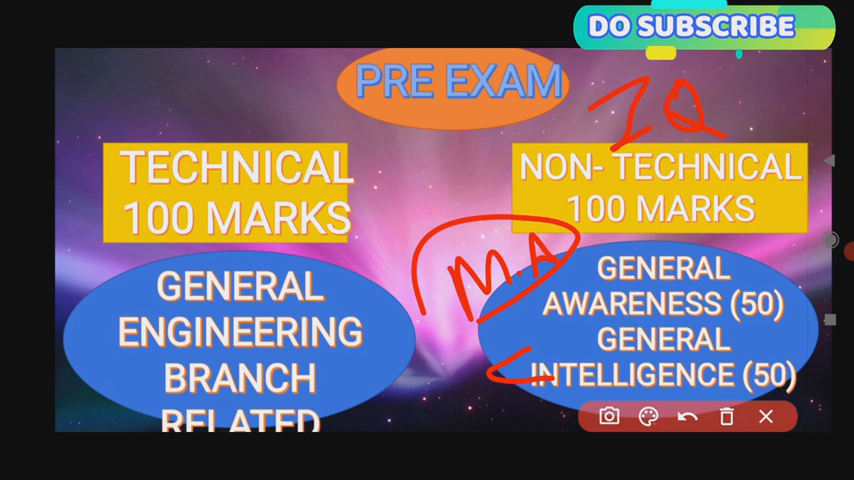 DO SUBSCRIBE
PRE EXAM
IQ
TECHNICAL
100 MARKS
NON- TECHNICAL
100 MARKS
M.A
GENERAL
ENGINEERING
BRANCH
RELATED
GENERAL
AWARENESS (50)
GENERAL
INTELLIGENCE (50)